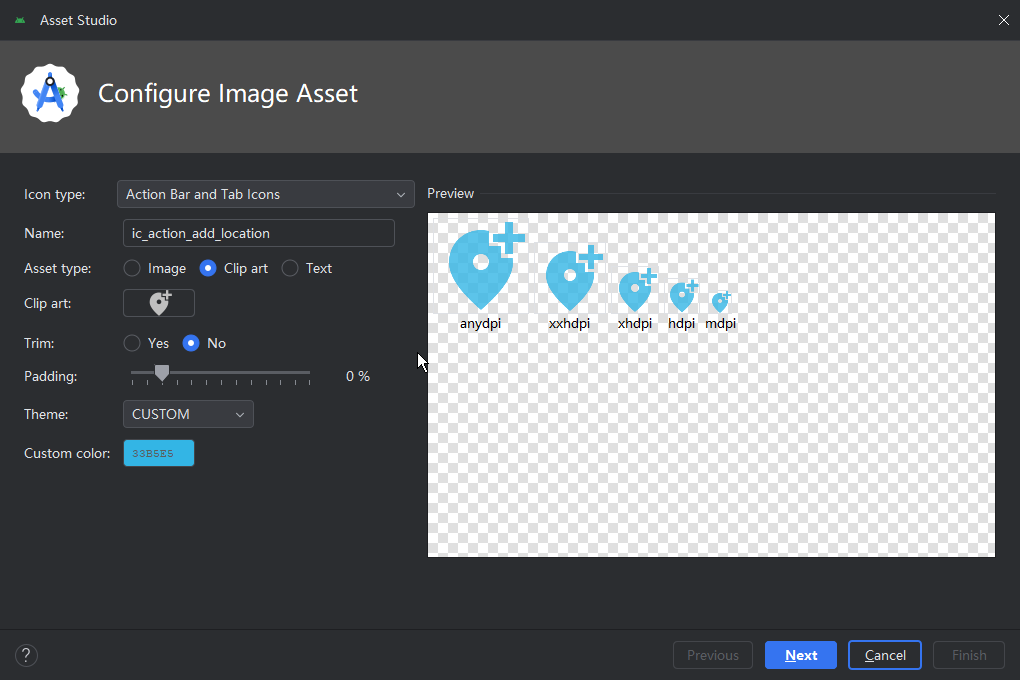 Asset Studio
Configure Image Asset
Icon type: Action Bar and Tab Icons
Name: ic_action_add_location
Asset type: Image Clip art Text
Clip art:
Trim: Yes No
Padding: 0 %
Theme: CUSTOM
Custom color: 33B5E5
Preview
anydpi xxhdpi xhdpi hdpi mdpi
? Previous Next Cancel Finish